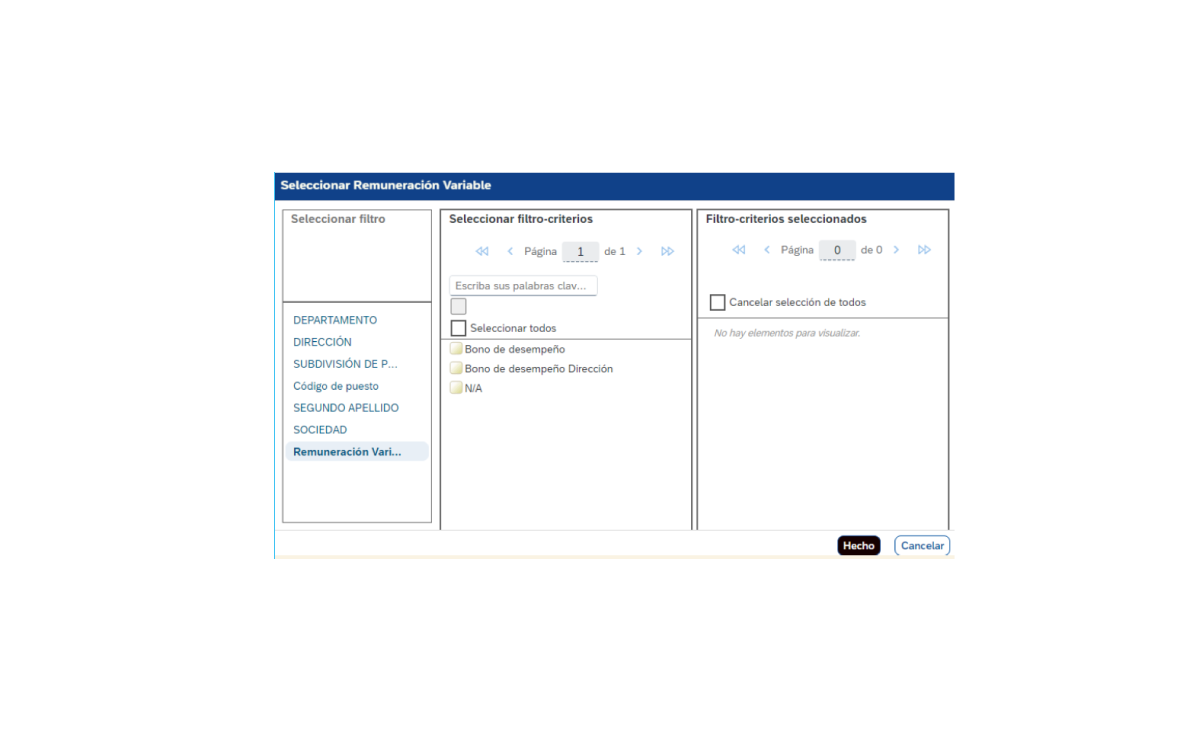 Seleccionar Remuneración Variable
Seleccionar filtro
DEPARTAMENTO
DIRECCIÓN
SUBDIVISIÓN DE P...
Código de puesto
SEGUNDO APELLIDO
SOCIEDAD
Remuneración Vari...
Seleccionar filtro-criterios
Página 1 de 1
Escriba sus palabras clav...
Seleccionar todos
Bono de desempeño
Bono de desempeño Dirección
N/A
Filtro-criterios seleccionados
Página 0 de 0
Cancelar selección de todos
No hay elementos para visualizar.
Hecho
Cancelar